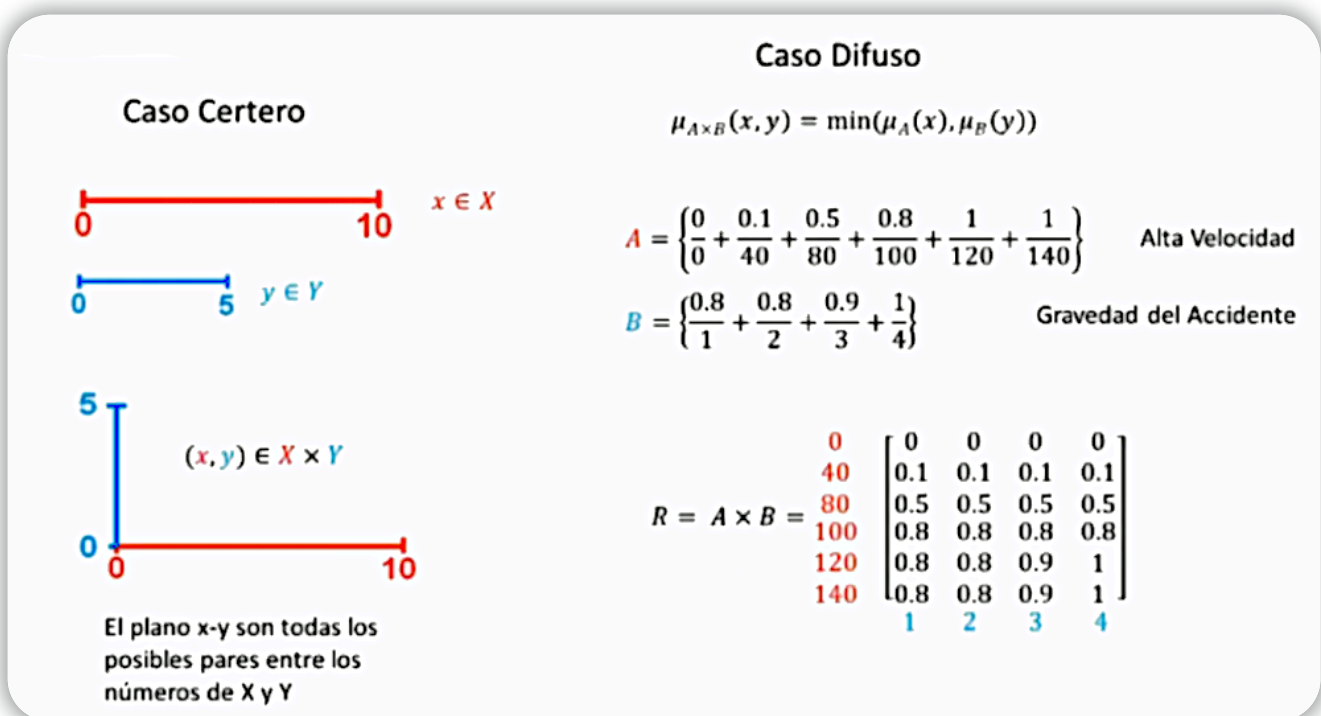 Caso Certero
0 10 x ∈ X
0 5 y ∈ Y
5
(x, y) ∈ X × Y
0
0 10
El plano x-y son todas los
posibles pares entre los
números de X y Y
Caso Difuso
μ_{A×B}(x, y) = min(μ_A(x), μ_B(y))
A = {0/0 + 0.1/40 + 0.5/80 + 0.8/100 + 1/120 + 1/140} Alta Velocidad
B = {0.8/1 + 0.8/2 + 0.9/3 + 1/4} Gravedad del Accidente
R = A × B =
0 [0 0 0 0]
40 [0.1 0.1 0.1 0.1]
80 [0.5 0.5 0.5 0.5]
100 [0.8 0.8 0.8 0.8]
120 [0.8 0.8 0.9 1]
140 [0.8 0.8 0.9 1]
1 2 3 4